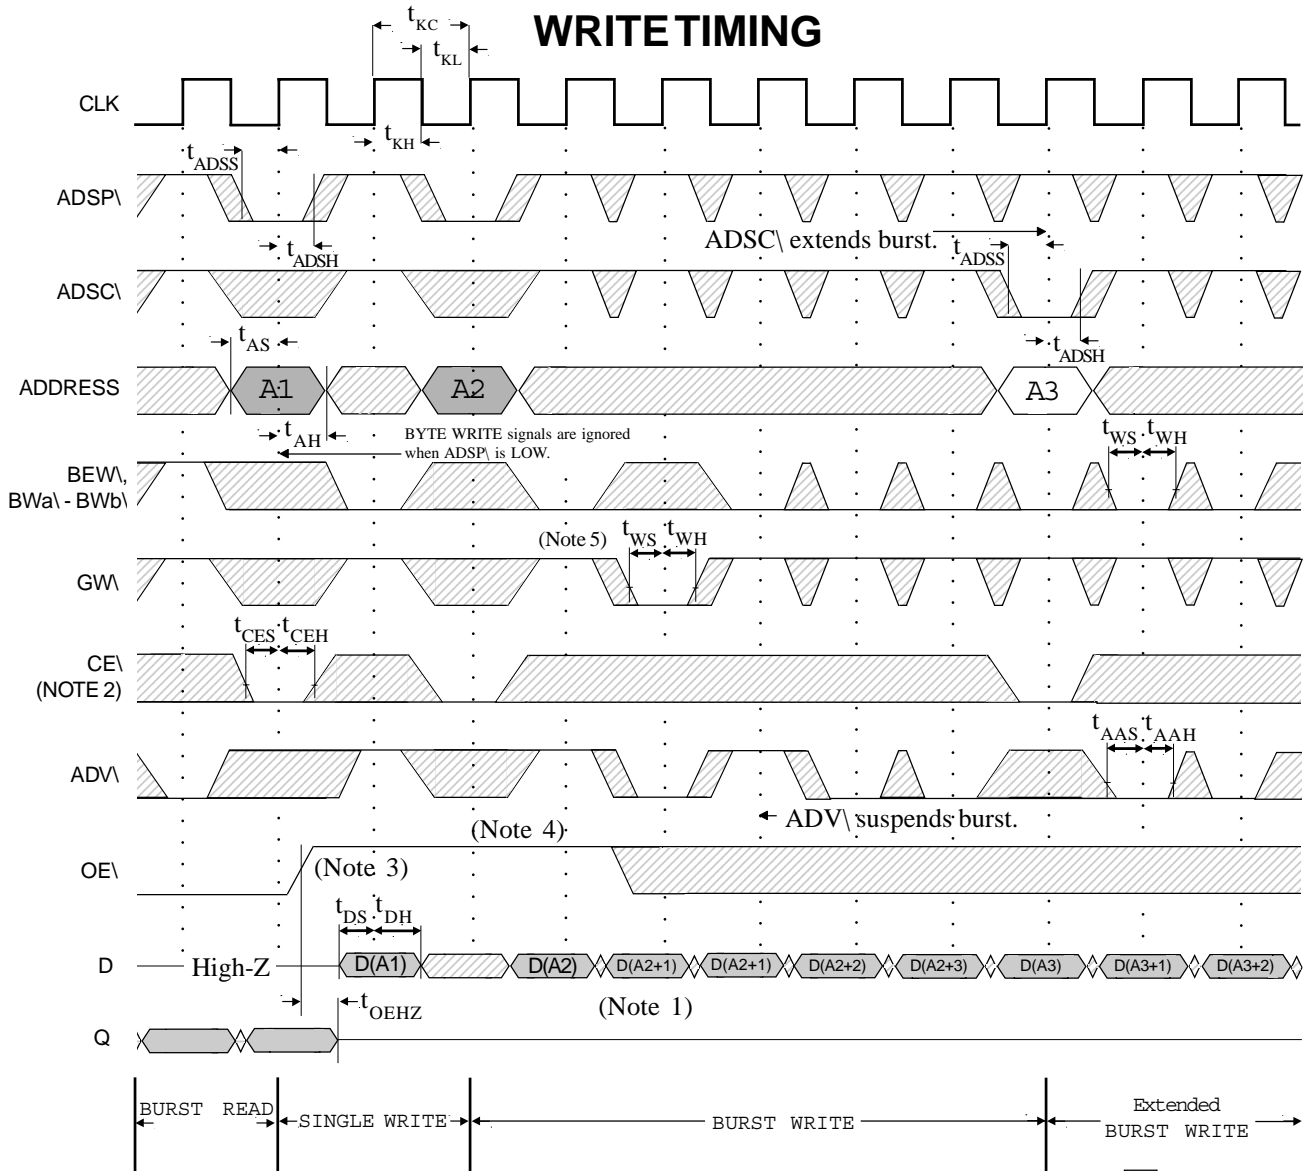 WRITE TIMING
tKC
tKL
CLK
tKH
tADSS
ADSP\
tADSH
ADSC\ extends burst.
tADSS
ADSC\
tADSH
tAS
ADDRESS
A1
A2
A3
tAH
BYTE WRITE signals are ignored
when ADSP\ is LOW.
tWS tWH
BEW\,
BWa\ - BWb\
(Note 5)
tWS tWH
GW\
tCES tCEH
CE\
(NOTE 2)
tAAS tAAH
ADV\
ADV\ suspends burst.
(Note 4)
OE\
(Note 3)
tDS tDH
D
High-Z
D(A1)
D(A2)
D(A2+1)
D(A2+1)
D(A2+2)
D(A2+3)
D(A3)
D(A3+1)
D(A3+2)
tOEHZ
(Note 1)
Q
BURST READ
SINGLE WRITE
BURST WRITE
Extended
BURST WRITE